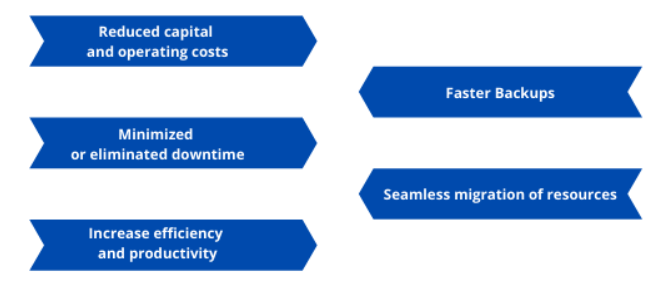 Reduced capital
and operating costs
Faster Backups
Minimized
or eliminated downtime
Seamless migration of resources
Increase efficiency
and productivity